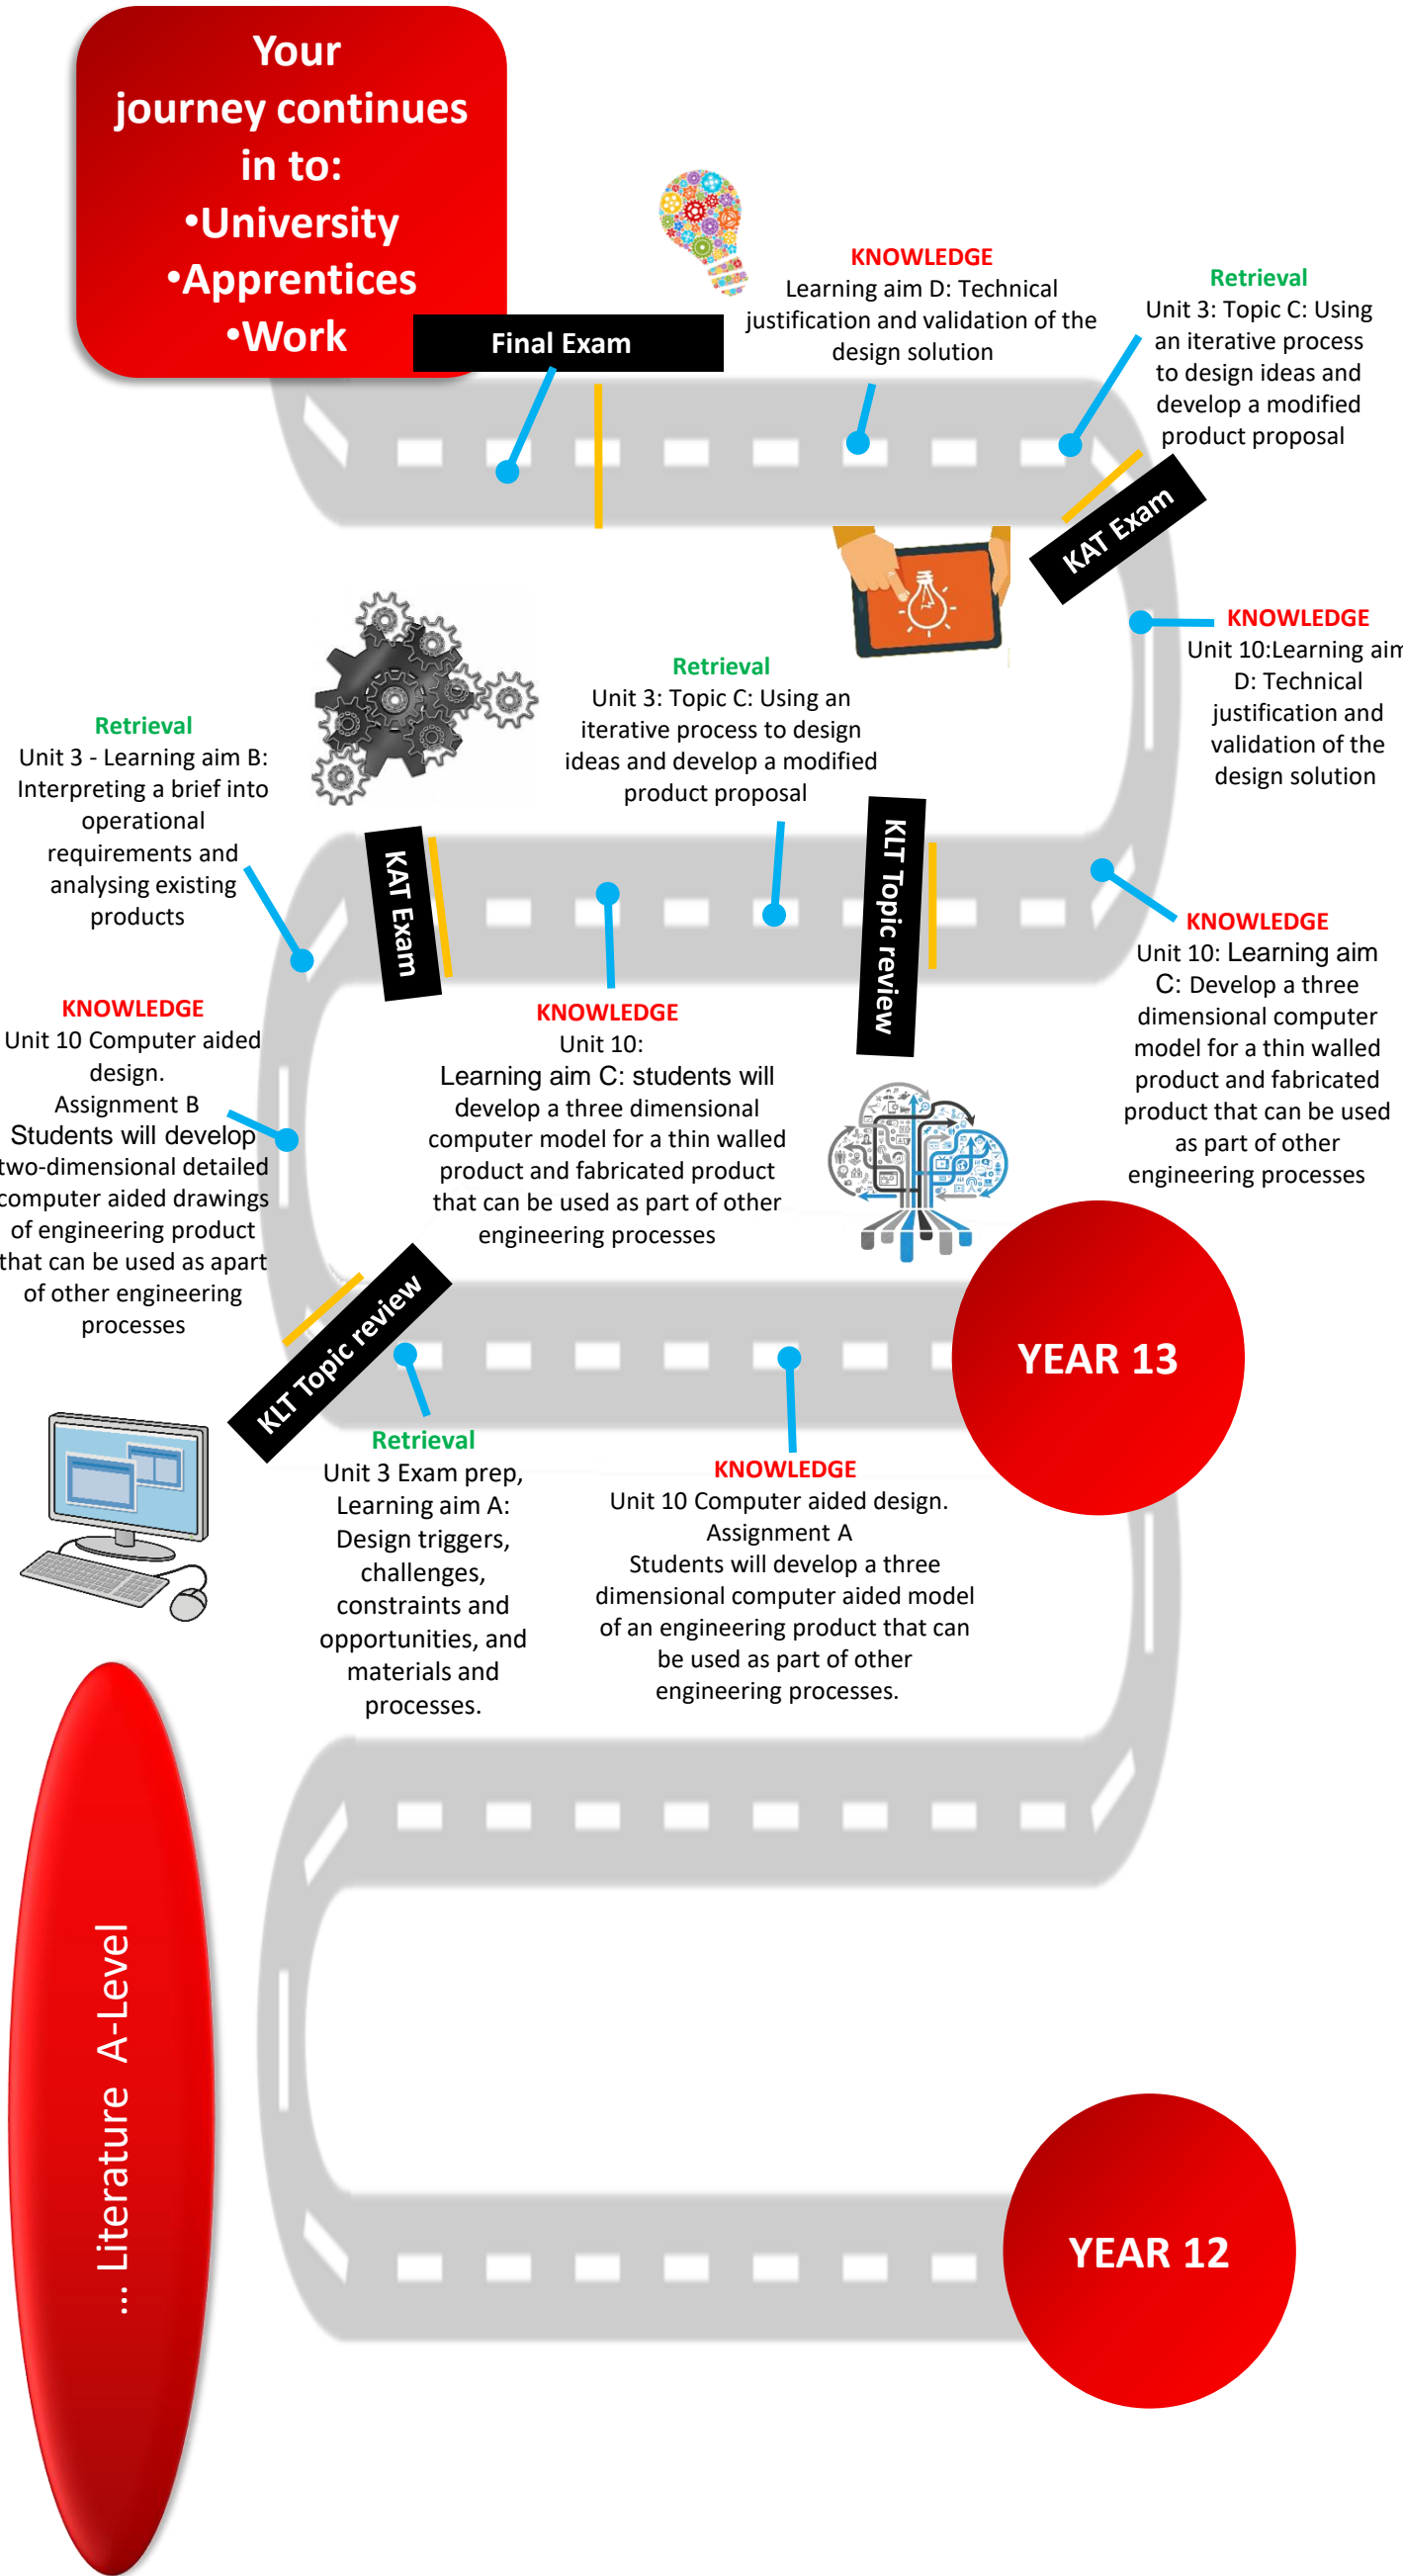 Your
journey continues
in to:
•University
•Apprentices
•Work
Final Exam
KNOWLEDGE
Learning aim D: Technical
justification and validation of the
design solution
Retrieval
Unit 3: Topic C: Using
an iterative process
to design ideas and
develop a modified
product proposal
KAT Exam
KNOWLEDGE
Unit 10:Learning aim
D: Technical
justification and
validation of the
design solution
Retrieval
Unit 3: Topic C: Using an
iterative process to design
ideas and develop a modified
product proposal
Retrieval
Unit 3 - Learning aim B:
Interpreting a brief into
operational
requirements and
analysing existing
products
KAT Exam
KLT Topic review
KNOWLEDGE
Unit 10: Learning aim
C: Develop a three
dimensional computer
model for a thin walled
product and fabricated
product that can be used
as part of other
engineering processes
KNOWLEDGE
Unit 10 Computer aided
design.
Assignment B
Students will develop
two-dimensional detailed
computer aided drawings
of engineering product
that can be used as apart
of other engineering
processes
KNOWLEDGE
Unit 10:
Learning aim C: students will
develop a three dimensional
computer model for a thin walled
product and fabricated product
that can be used as part of other
engineering processes
KLT Topic review
YEAR 13
Retrieval
Unit 3 Exam prep,
Learning aim A:
Design triggers,
challenges,
constraints and
opportunities, and
materials and
processes.
KNOWLEDGE
Unit 10 Computer aided design.
Assignment A
Students will develop a three
dimensional computer aided model
of an engineering product that can
be used as part of other
engineering processes.
... Literature A-Level
YEAR 12